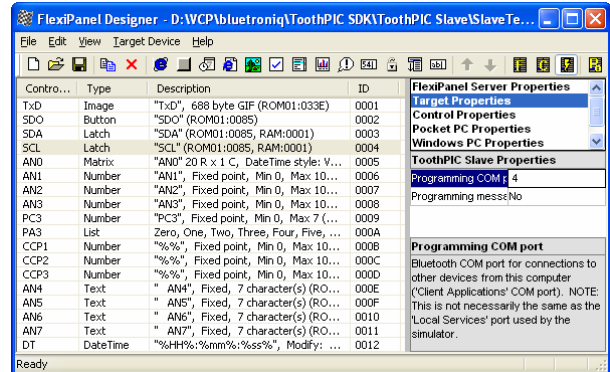 FlexiPanel Designer - D:\VCP\bluetroniq\ToothPIC SDK\ToothPIC Slave\SlaveTe...
File Edit View Target Device Help
Contro... Type Description ID
TxD Image "TxD", 688 byte GIF (ROM01:033E) 0001
SDO Button "SDO" (ROM01:0085) 0002
SDA Latch "SDA" (ROM01:0085, RAM:0001) 0003
SCL Latch "SCL" (ROM01:0085, RAM:0001) 0004
AN0 Matrix "AN0" 20 R x 1 C, DateTime style: V... 0005
AN1 Number "AN1", Fixed point, Min 0, Max 10... 0006
AN2 Number "AN2", Fixed point, Min 0, Max 10... 0007
AN3 Number "AN3", Fixed point, Min 0, Max 10... 0008
PC3 Number "PC3", Fixed point, Min 0, Max 7 (... 0009
PA3 List Zero, One, Two, Three, Four, Five, ... 000A
CCP1 Number "%%", Fixed point, Min 0, Max 10... 000B
CCP2 Number "%%", Fixed point, Min 0, Max 10... 000C
CCP3 Number "%%", Fixed point, Min 0, Max 10... 000D
AN4 Text " AN4", Fixed, 7 character(s) (RO... 000E
AN5 Text " AN5", Fixed, 7 character(s) (RO... 000F
AN6 Text " AN6", Fixed, 7 character(s) (RO... 0010
AN7 Text " AN7", Fixed, 7 character(s) (RO... 0011
DT DateTime "%HH%:%mm%:%ss%", Modify: ... 0012
FlexiPanel Server Properties
Target Properties
Control Properties
Pocket PC Properties
Windows PC Properties
ToothPIC Slave Properties
Programming COM p 4
Programming messa No
Programming COM port
Bluetooth COM port for connections to
other devices from this computer
('Client Applications' COM port). NOTE:
This is not necessarily the same as the
'Local Services' port used by the
simulator.
Ready